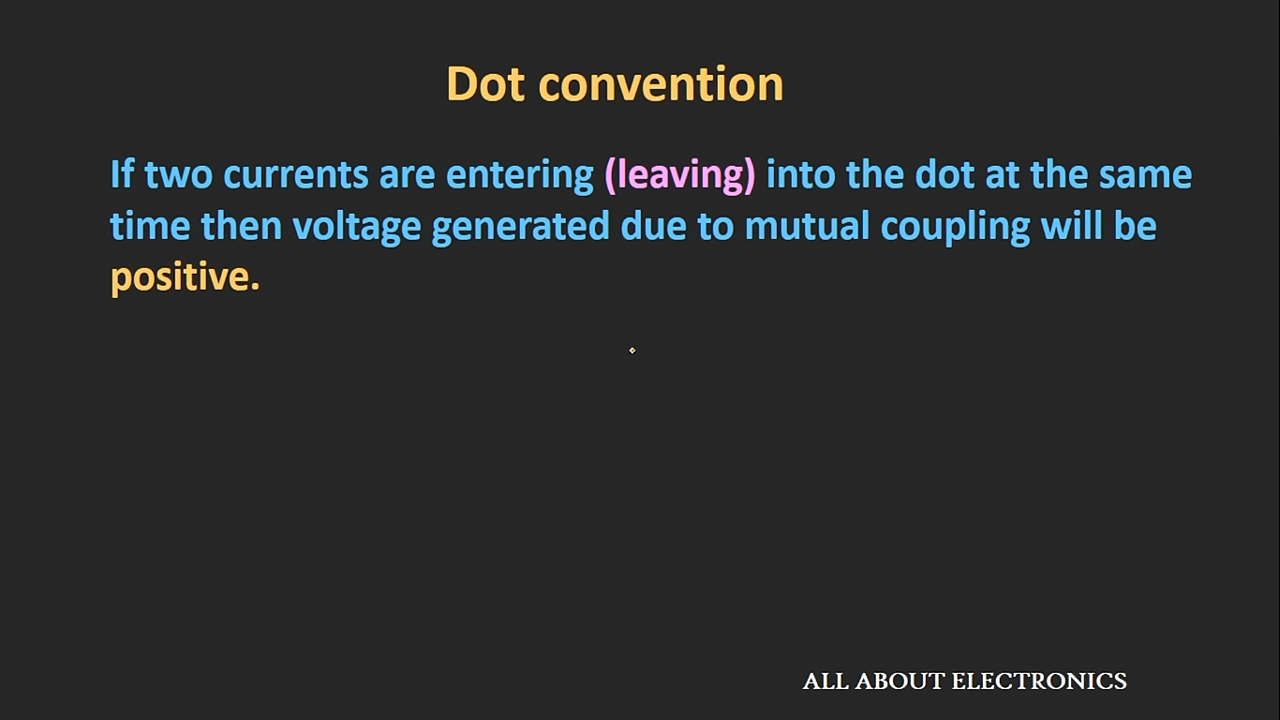 Dot convention
If two currents are entering (leaving) into the dot at the same
time then voltage generated due to mutual coupling will be
positive.
ALL ABOUT ELECTRONICS